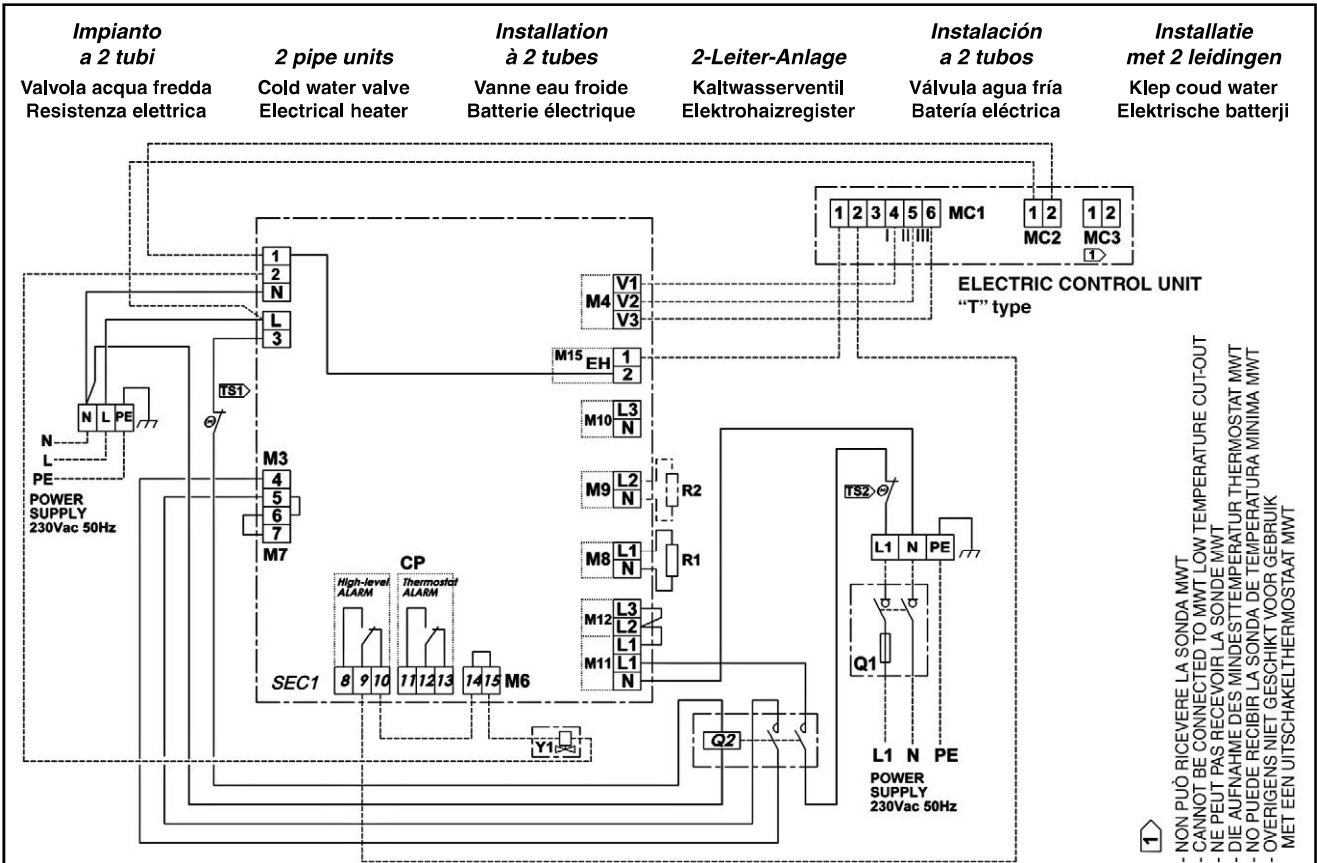 Impianto
a 2 tubi
Valvola acqua fredda
Resistenza elettrica
2 pipe units
Cold water valve
Electrical heater
Installation
à 2 tubes
Vanne eau froide
Batterie électrique
2-Leiter-Anlage
Kaltwasserventil
Elektrohaizregister
Instalación
a 2 tubos
Válvula agua fría
Batería eléctrica
Installatie
met 2 leidingen
Klep coud water
Elektrische batterji
1 2 3 4 5 6 MC1
I II III
1 2
MC2
1 2
MC3
1
ELECTRIC CONTROL UNIT
“T” type
1
2
N
L
3
TS1
N L PE
N
L
PE
POWER
SUPPLY
230Vac 50Hz
M3
4
5
6
7
M7
M4
V1
V2
V3
M15 EH
1
2
M10
L3
N
M9
L2
N
R2
M8
L1
N
R1
M12
L3
L2
L1
M11
L1
N
CP
High-level
ALARM
Thermostat
ALARM
SEC1
8 9 10
11 12 13
14 15 M6
Y1
Q2
TS2
L1 N PE
Q1
L1 N PE
POWER
SUPPLY
230Vac 50Hz
1
- NON PUÒ RICEVERE LA SONDA MWT
- CANNOT BE CONNECTED TO MWT LOW TEMPERATURE CUT-OUT
- NE PEUT PAS RECEVOIR LA SONDE MWT
- DIE AUFNAHME DES MINDESTTEMPERATUR THERMOSTAT MWT
- NO PUEDE RECIBIR LA SONDA DE TEMPERATURA MINIMA MWT
- OVERIGENS NIET GESCHIKT VOOR GEBRUIK
MET EEN UITSCHAKELTHERMOSTAAT MWT